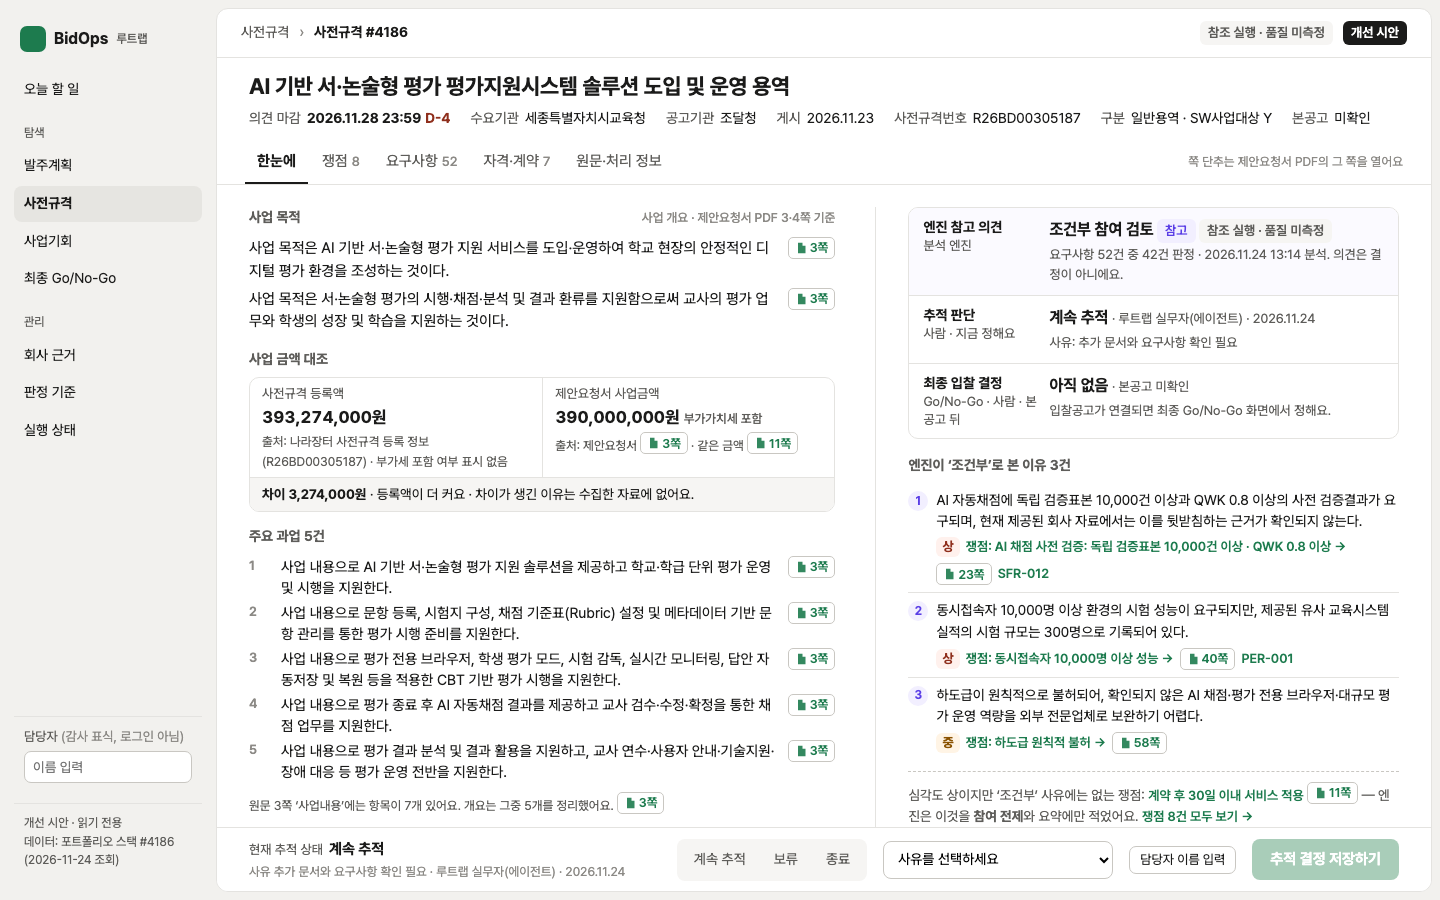 BidOps 루트랩
오늘 할 일
탐색
발주계획
사전규격
사업기회
최종 Go/No-Go
관리
회사 근거
판정 기준
실행 상태
담당자 (감사 표식, 로그인 아님)
이름 입력
개선 시안 · 읽기 전용
데이터: 포트폴리오 스택 #4186
(2026-11-24 조회)
사전규격 › 사전규격 #4186
참조 실행 · 품질 미측정 개선 시안
AI 기반 서·논술형 평가 평가지원시스템 솔루션 도입 및 운영 용역
의견 마감 2026.11.28 23:59 D-4 수요기관 세종특별자치시교육청 공고기관 조달청 게시 2026.11.23 사전규격번호 R26BD00305187 구분 일반용역 · SW사업대상 Y 본공고 미확인
한눈에 쟁점 8 요구사항 52 자격·계약 7 원문·처리 정보
쪽 단추는 제안요청서 PDF의 그 쪽을 열어요
사업 목적 사업 개요 · 제안요청서 PDF 3·4쪽 기준
사업 목적은 AI 기반 서·논술형 평가 지원 서비스를 도입·운영하여 학교 현장의 안정적인 디 3쪽
지털 평가 환경을 조성하는 것이다.
사업 목적은 서·논술형 평가의 시행·채점·분석 및 결과 환류를 지원함으로써 교사의 평가 업 3쪽
무와 학생의 성장 및 학습을 지원하는 것이다.
사업 금액 대조
사전규격 등록액
393,274,000원
출처: 나라장터 사전규격 등록 정보
(R26BD00305187) · 부가세 포함 여부 표시 없음
제안요청서 사업금액
390,000,000원 부가가치세 포함
출처: 제안요청서 3쪽 · 같은 금액 11쪽
차이 3,274,000원 · 등록액이 더 커요 · 차이가 생긴 이유는 수집한 자료에 없어요.
주요 과업 5건
1 사업 내용으로 AI 기반 서·논술형 평가 지원 솔루션을 제공하고 학교·학급 단위 평가 운영 3쪽
및 시행을 지원한다.
2 사업 내용으로 문항 등록, 시험지 구성, 채점 기준표(Rubric) 설정 및 메타데이터 기반 문 3쪽
항 관리를 통한 평가 시행 준비를 지원한다.
3 사업 내용으로 평가 전용 브라우저, 학생 평가 모드, 시험 감독, 실시간 모니터링, 답안 자 3쪽
동저장 및 복원 등을 적용한 CBT 기반 평가 시행을 지원한다.
4 사업 내용으로 평가 종료 후 AI 자동채점 결과를 제공하고 교사 검수·수정·확정을 통한 채 3쪽
점 업무를 지원한다.
5 사업 내용으로 평가 결과 분석 및 결과 활용을 지원하고, 교사 연수·사용자 안내·기술지원· 3쪽
장애 대응 등 평가 운영 전반을 지원한다.
원문 3쪽 ‘사업내용’에는 항목이 7개 있어요. 개요는 그중 5개를 정리했어요. 3쪽
엔진 참고 의견
분석 엔진
조건부 참여 검토 참고 참조 실행 · 품질 미측정
요구사항 52건 중 42건 판정 · 2026.11.24 13:14 분석. 의견은 결
정이 아니에요.
추적 판단
사람 · 지금 정해요
계속 추적 · 루트랩 실무자(에이전트) · 2026.11.24
사유: 추가 문서와 요구사항 확인 필요
최종 입찰 결정
Go/No-Go · 사람 · 본
공고 뒤
아직 없음 · 본공고 미확인
입찰공고가 연결되면 최종 Go/No-Go 화면에서 정해요.
엔진이 ‘조건부’로 본 이유 3건
1 AI 자동채점에 독립 검증표본 10,000건 이상과 QWK 0.8 이상의 사전 검증결과가 요
구되며, 현재 제공된 회사 자료에서는 이를 뒷받침하는 근거가 확인되지 않는다.
상 쟁점: AI 채점 사전 검증: 독립 검증표본 10,000건 이상 · QWK 0.8 이상 →
23쪽 SFR-012
2 동시접속자 10,000명 이상 환경의 시험 성능이 요구되지만, 제공된 유사 교육시스템
실적의 시험 규모는 300명으로 기록되어 있다.
상 쟁점: 동시접속자 10,000명 이상 성능 → 40쪽 PER-001
3 하도급이 원칙적으로 불허되어, 확인되지 않은 AI 채점·평가 전용 브라우저·대규모 평
가 운영 역량을 외부 전문업체로 보완하기 어렵다.
중 쟁점: 하도급 원칙적 불허 → 58쪽
심각도 상이지만 ‘조건부’ 사유에는 없는 쟁점: 계약 후 30일 이내 서비스 적용 11쪽 — 엔
진은 이것을 참여 전제와 요약에만 적었어요. 쟁점 8건 모두 보기 →
현재 추적 상태 계속 추적
사유 추가 문서와 요구사항 확인 필요 · 루트랩 실무자(에이전트) · 2026.11.24
계속 추적 보류 종료 사유를 선택하세요 담당자 이름 입력 추적 결정 저장하기